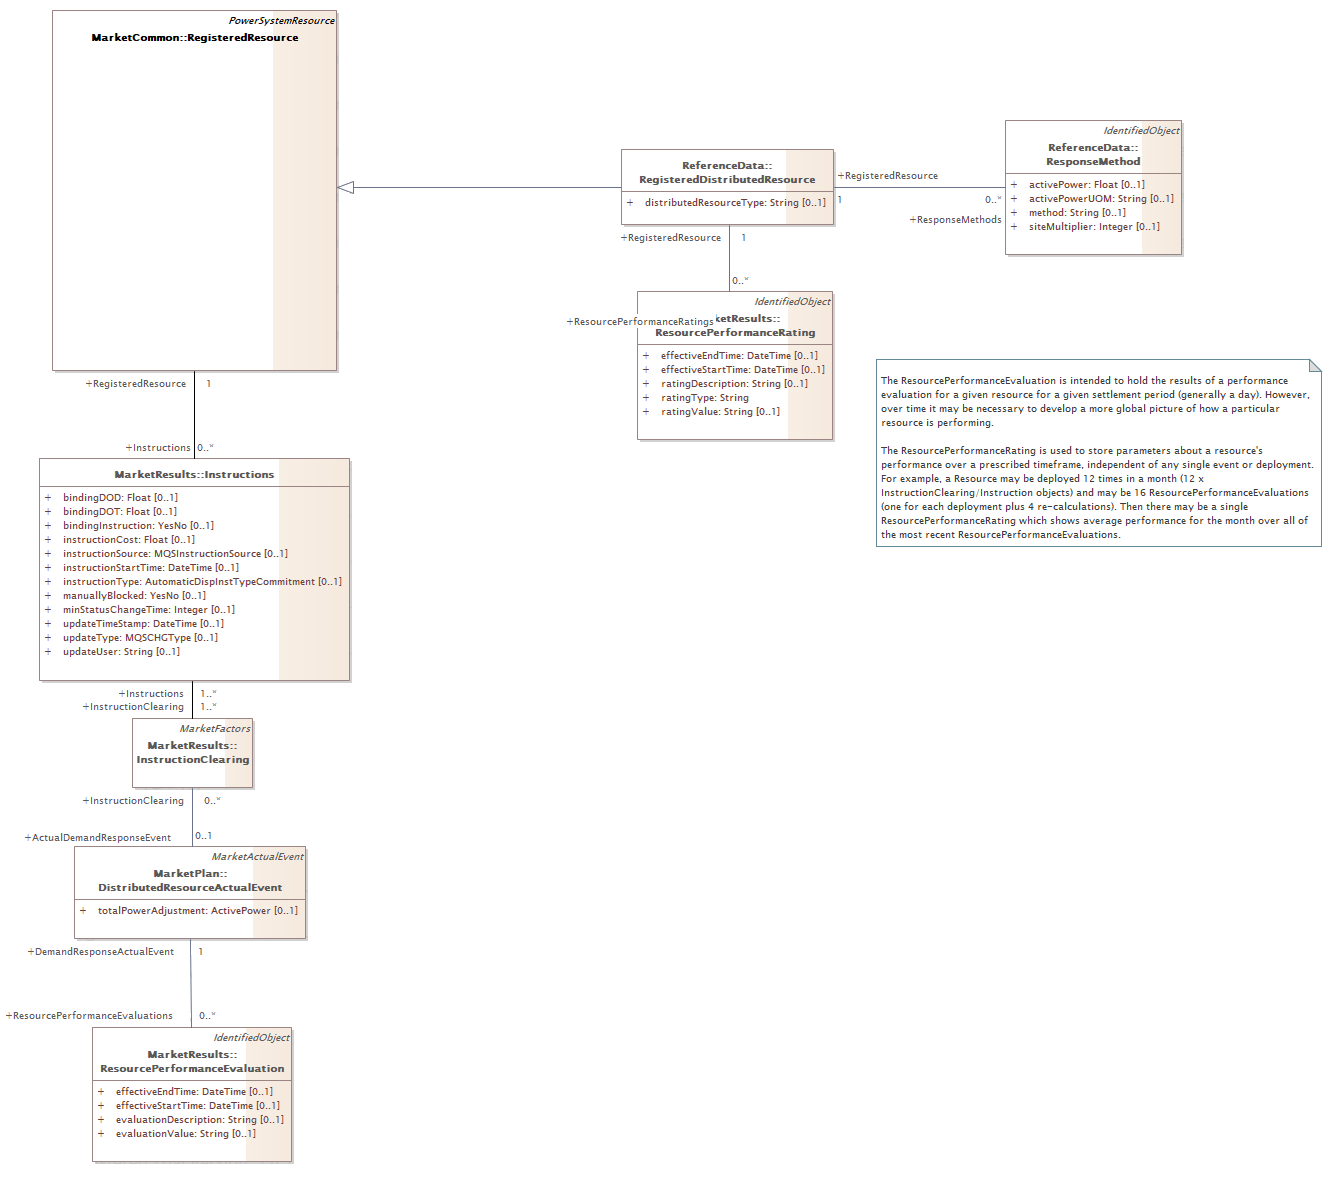 PowerSystemResource
MarketCommon::RegisteredResource
IdentifiedObject
ReferenceData::
ResponseMethod
+ activePower: Float [0..1]
+ activePowerUOM: String [0..1]
+ method: String [0..1]
+ siteMultiplier: Integer [0..1]
ReferenceData::
RegisteredDistributedResource
+ distributedResourceType: String [0..1]
+RegisteredResource
1
0..*
+ResponseMethods
+RegisteredResource 1
0..*
IdentifiedObject
+ResourcePerformanceRatings
ketResults::
ResourcePerformanceRating
+ effectiveEndTime: DateTime [0..1]
+ effectiveStartTime: DateTime [0..1]
+ ratingDescription: String [0..1]
+ ratingType: String
+ ratingValue: String [0..1]
The ResourcePerformanceEvaluation is intended to hold the results of a performance
evaluation for a given resource for a given settlement period (generally a day). However,
over time it may be necessary to develop a more global picture of how a particular
resource is performing.
The ResourcePerformanceRating is used to store parameters about a resource's
performance over a prescribed timeframe, independent of any single event or deployment.
For example, a Resource may be deployed 12 times in a month (12 x
InstructionClearing/Instruction objects) and may be 16 ResourcePerformanceEvaluations
(one for each deployment plus 4 re-calculations). Then there may be a single
ResourcePerformanceRating which shows average performance for the month over all of
the most recent ResourcePerformanceEvaluations.
+RegisteredResource 1
+Instructions 0..*
MarketResults::Instructions
+ bindingDOD: Float [0..1]
+ bindingDOT: Float [0..1]
+ bindingInstruction: YesNo [0..1]
+ instructionCost: Float [0..1]
+ instructionSource: MQSInstructionSource [0..1]
+ instructionStartTime: DateTime [0..1]
+ instructionType: AutomaticDispInstTypeCommitment [0..1]
+ manuallyBlocked: YesNo [0..1]
+ minStatusChangeTime: Integer [0..1]
+ updateTimeStamp: DateTime [0..1]
+ updateType: MQSCHGType [0..1]
+ updateUser: String [0..1]
+Instructions 1..*
+InstructionClearing 1..*
MarketFactors
MarketResults::
InstructionClearing
+InstructionClearing 0..*
+ActualDemandResponseEvent 0..1
MarketActualEvent
MarketPlan::
DistributedResourceActualEvent
+ totalPowerAdjustment: ActivePower [0..1]
+DemandResponseActualEvent 1
+ResourcePerformanceEvaluations 0..*
IdentifiedObject
MarketResults::
ResourcePerformanceEvaluation
+ effectiveEndTime: DateTime [0..1]
+ effectiveStartTime: DateTime [0..1]
+ evaluationDescription: String [0..1]
+ evaluationValue: String [0..1]